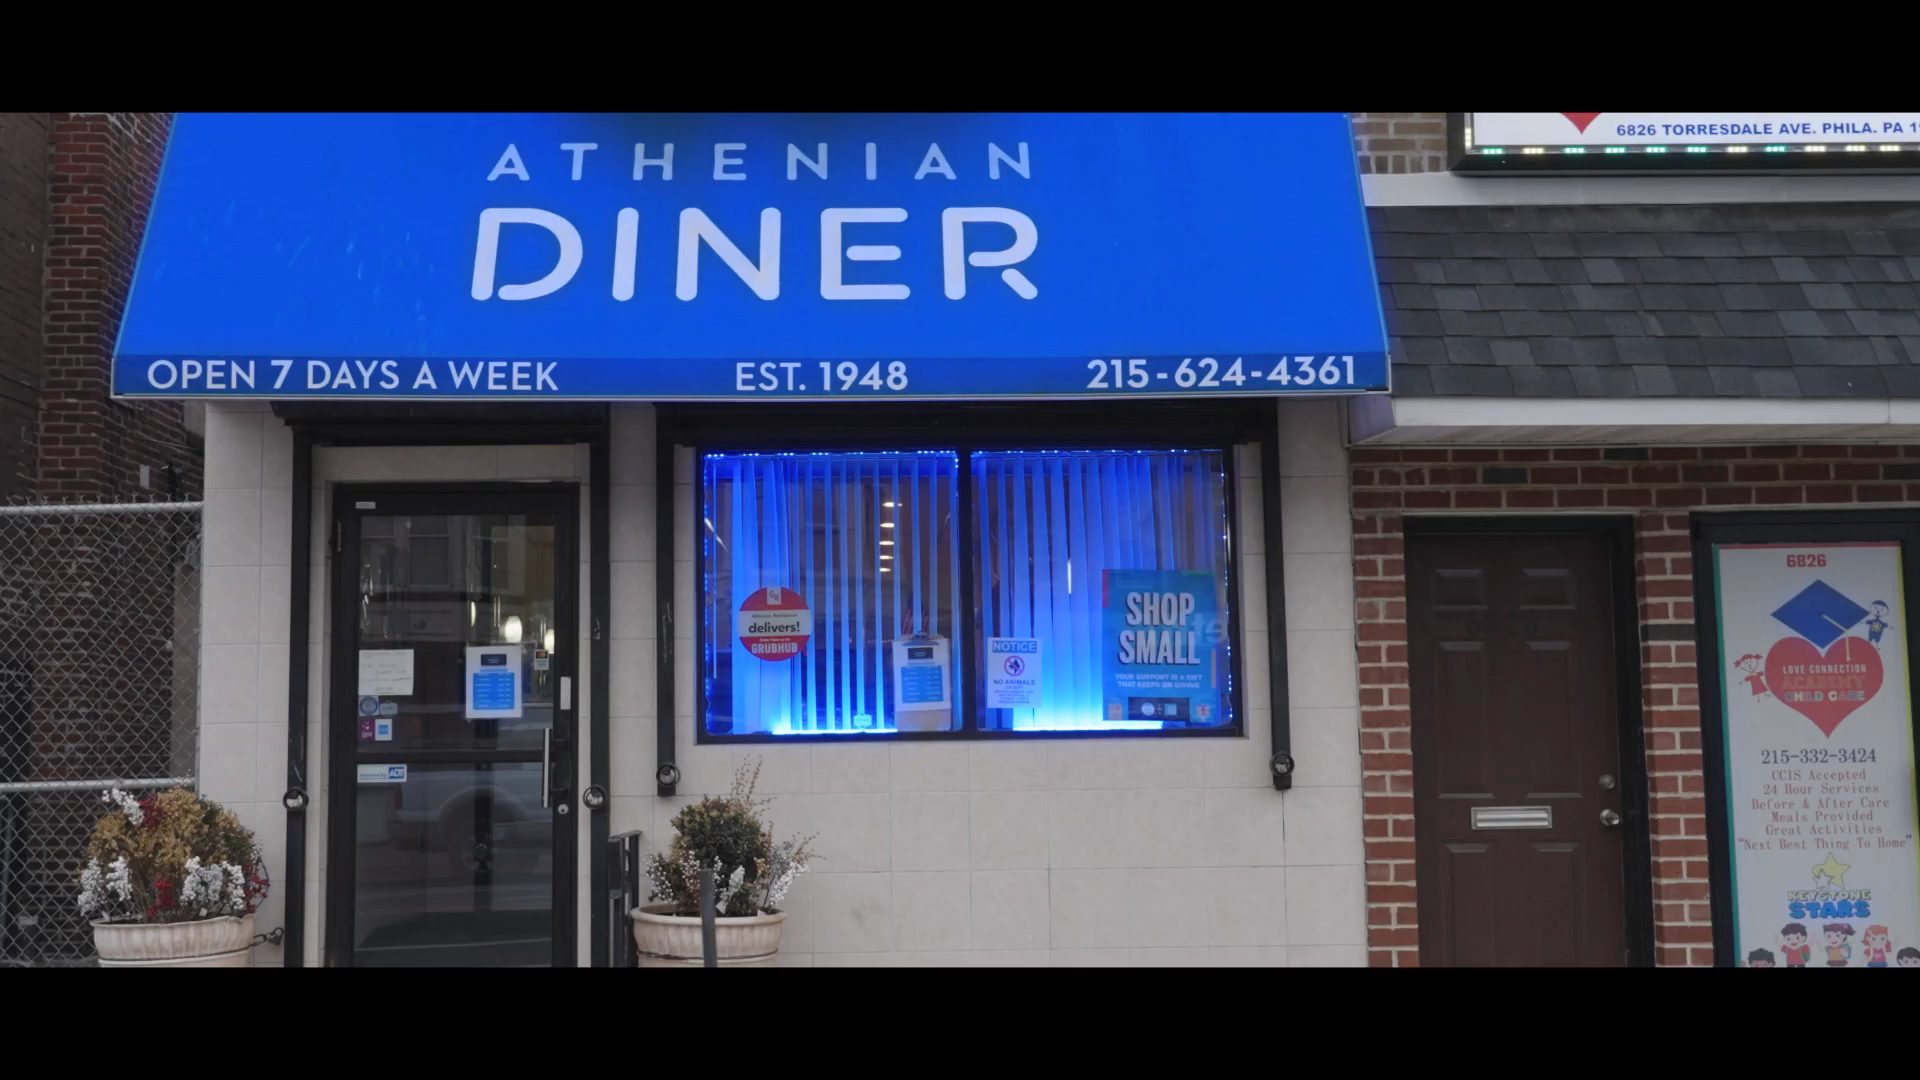 ATHENIAN
DINER
OPEN 7 DAYS A WEEK
EST. 1948
215-624-4361
6826 TORRESDALE AVE. PHILA. PA 1
delivers!
GRUBHUB
NOTICE
NO ANIMALS
SHOP
SMALL
YOUR SUPPORT IS A GIFT
THAT KEEPS ON GIVING
ADT
6826
LOVE CONNECTION
ACADEMY
CHILD CARE
215-332-3424
CCIS Accepted
24 Hour Services
Before & After Care
Meals Provided
Great Activities
"Next Best Thing To Home"
KEYSTONE
STARS